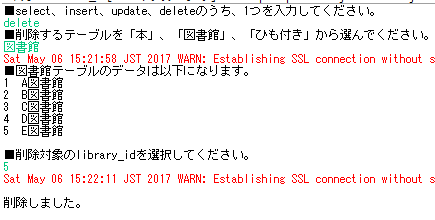 ■select、insert、update、deleteのうち、1つを入力してください。
delete
■削除するテーブルを「本」、「図書館」、「ひも付き」から選んでください。
図書館
Sat May 06 15:21:58 JST 2017 WARN: Establishing SSL connection without s
■図書館テーブルのデータは以下になります。
1 A図書館
2 B図書館
3 C図書館
4 D図書館
5 E図書館
■削除対象のlibrary_idを選択してください。
5
Sat May 06 15:22:11 JST 2017 WARN: Establishing SSL connection without s
削除しました。